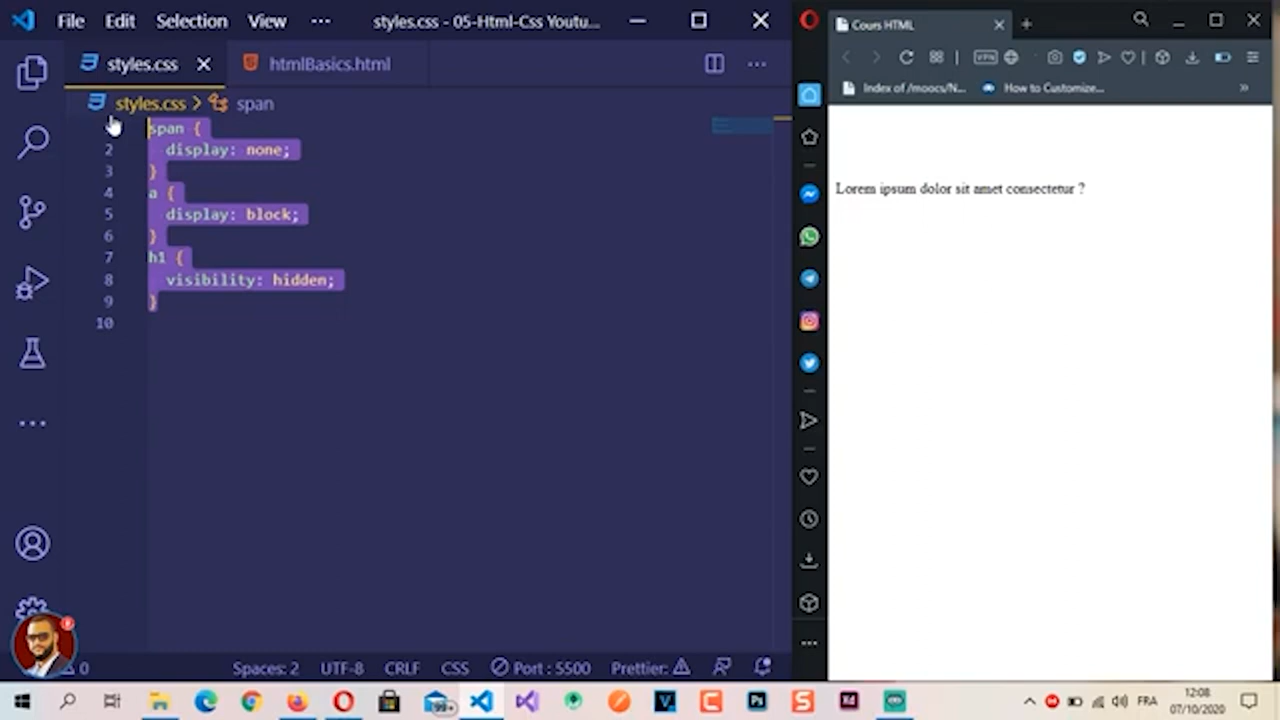 File Edit Selection View ··· styles.css - 05-Html-Css Youtu...
styles.css htmlBasics.html
styles.css > span
span {
2 display: none;
3 }
4 a {
5 display: block;
6 }
7 h1 {
8 visibility: hidden;
9 }
10
0 Spaces: 2 UTF-8 CRLF CSS Port : 5500 Prettier:
Cours HTML
VPN
Index of /moocs/N... How to Customize...
Lorem ipsum dolor sit amet consectetur ?
99+
FRA
12:08
07/10/2020